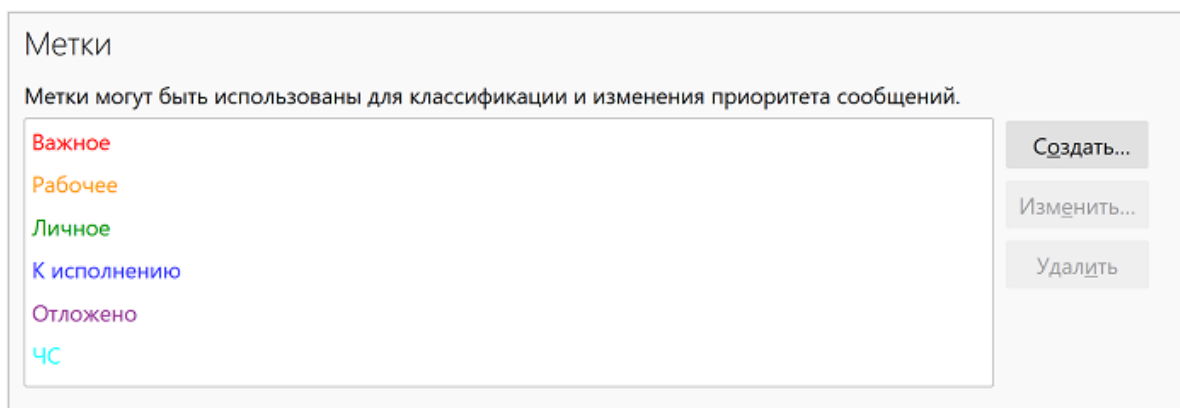 Метки
Метки могут быть использованы для классификации и изменения приоритета сообщений.
Важное
Рабочее
Личное
К исполнению
Отложено
ЧС
Создать...
Изменить...
Удалить